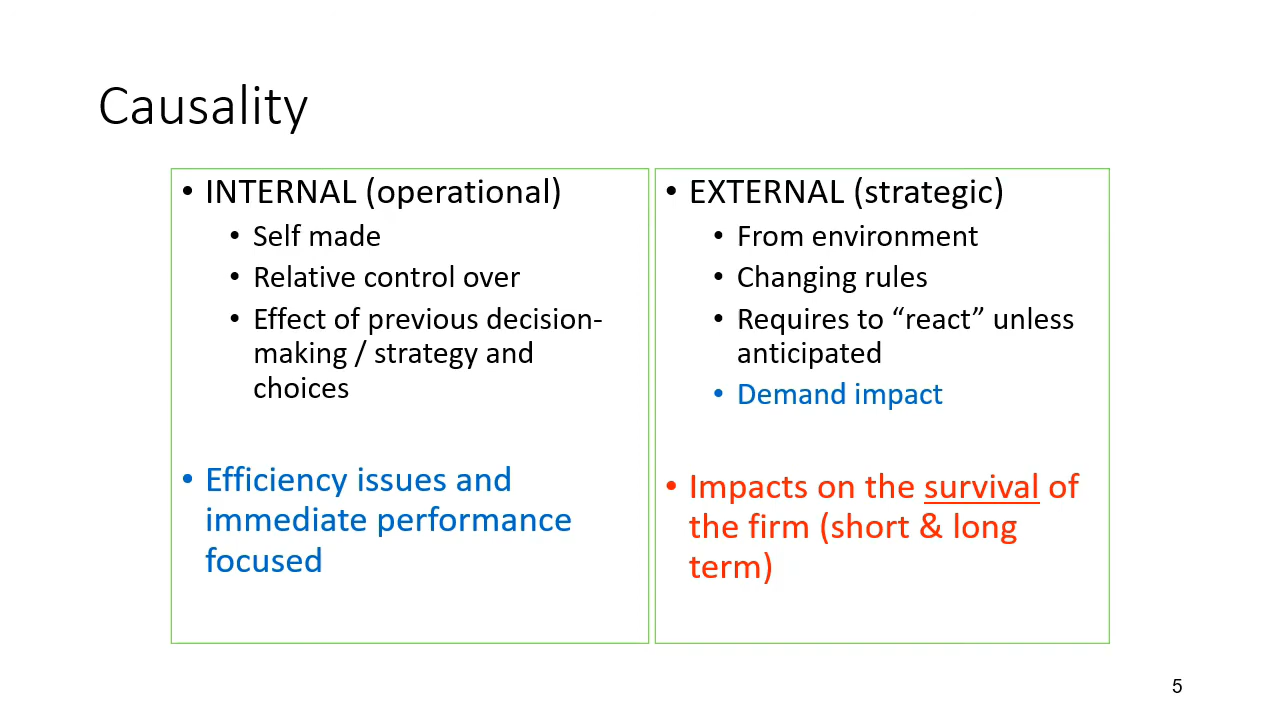 Causality
• INTERNAL (operational)
• Self made
• Relative control over
• Effect of previous decision-
making / strategy and
choices
• Efficiency issues and
immediate performance
focused
• EXTERNAL (strategic)
• From environment
• Changing rules
• Requires to “react” unless
anticipated
• Demand impact
• Impacts on the survival of
the firm (short & long
term)
5